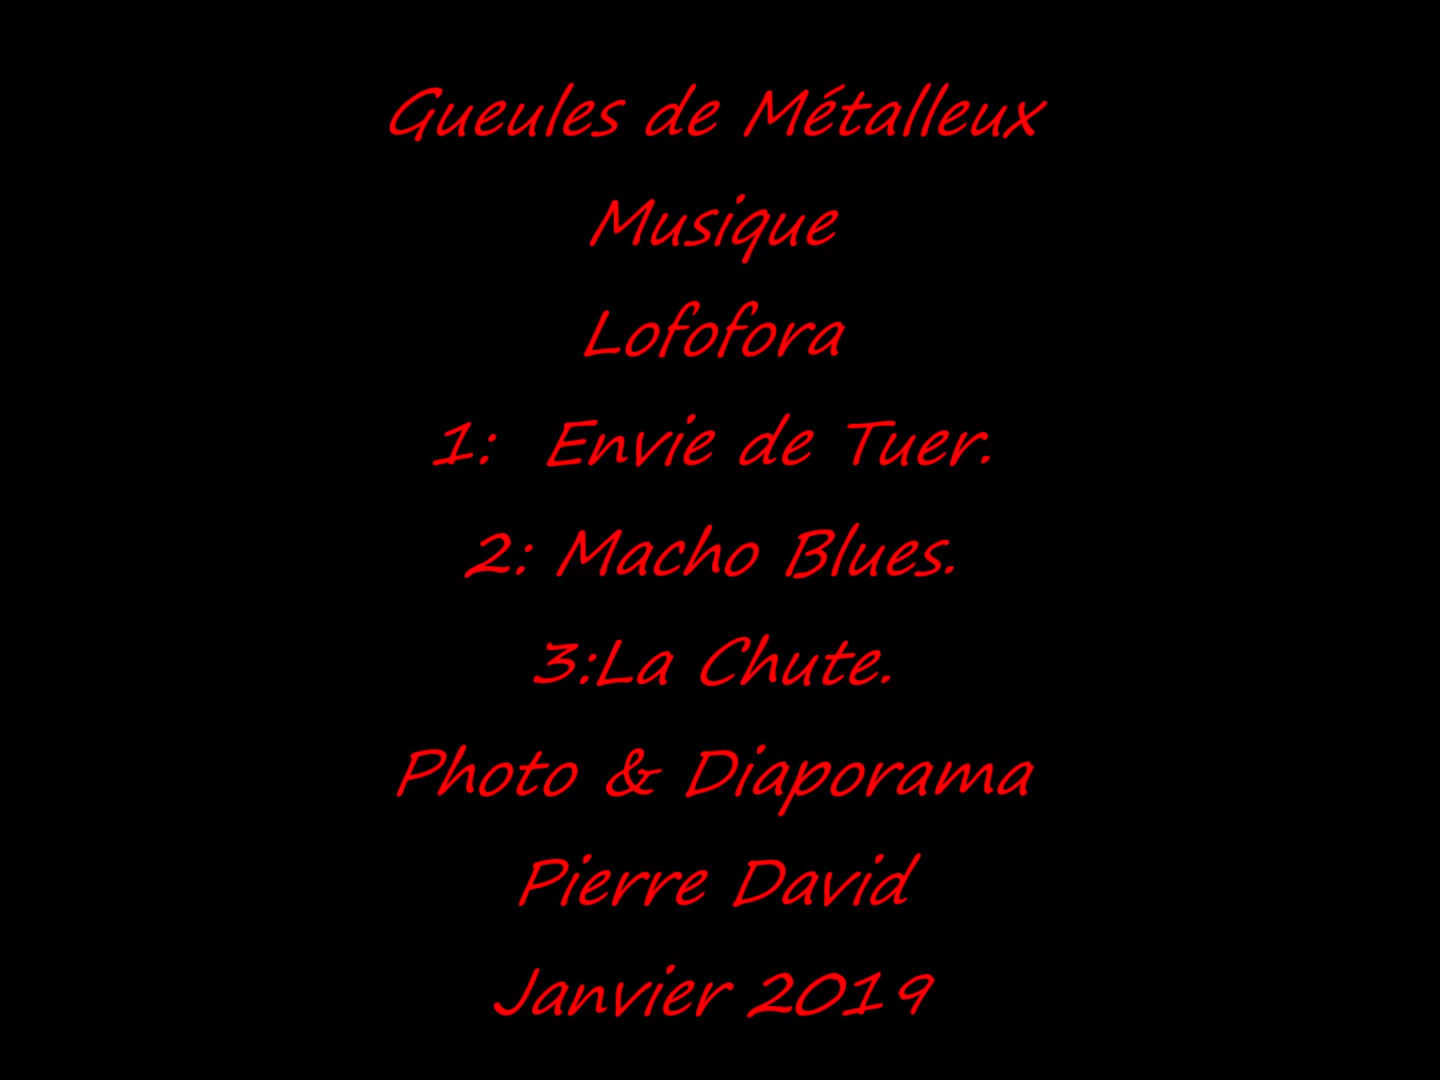 Gueules de Métalleux
Musique
Lofofora
1:  Envie de Tuer.
2: Macho Blues.
3:La Chute.
Photo & Diaporama
Pierre David
Janvier 2019